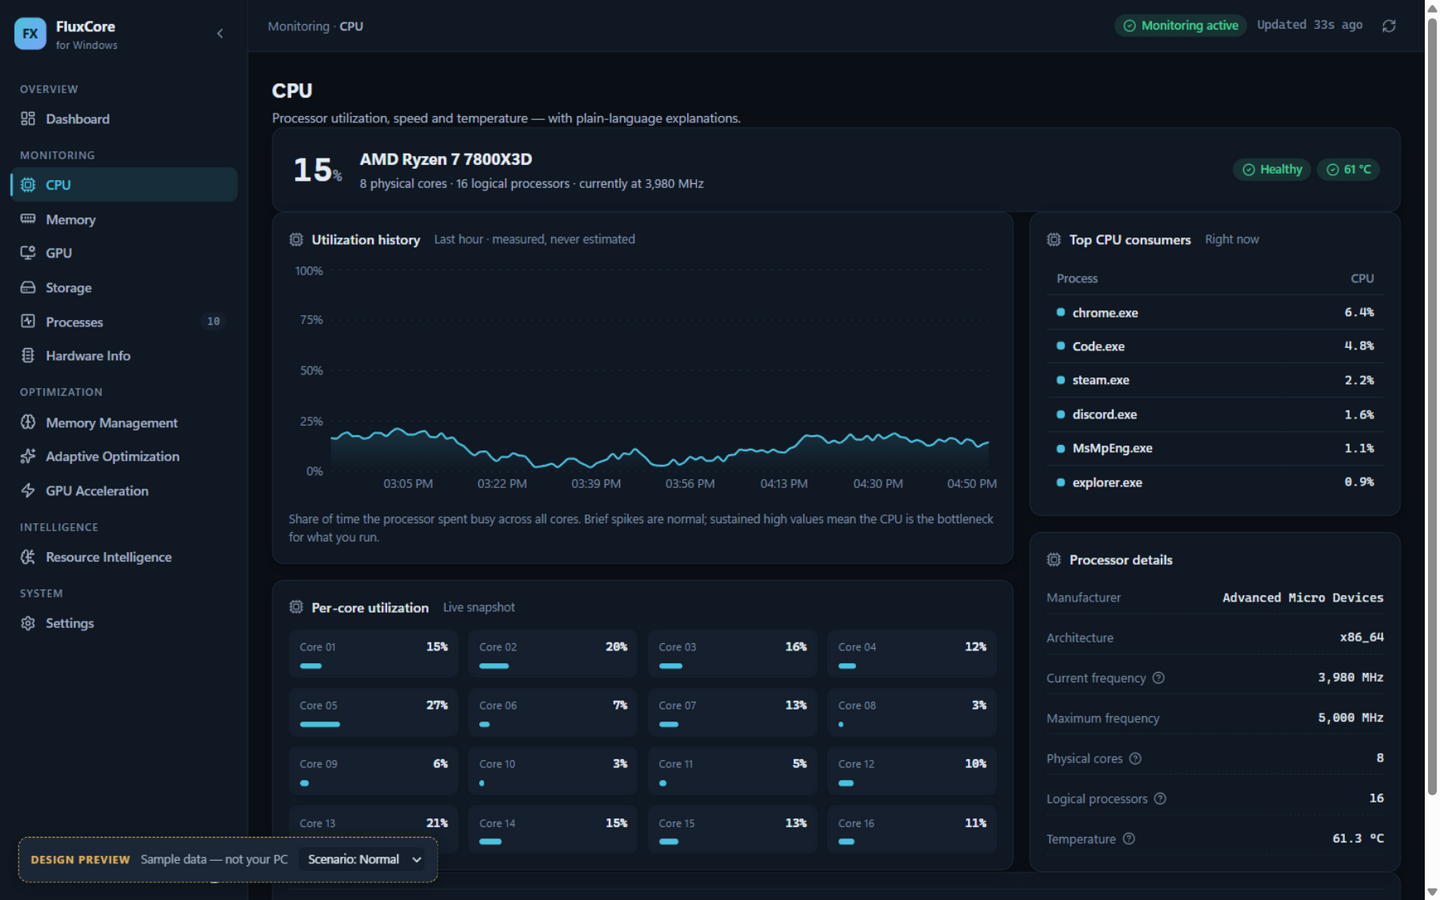 FX
FluxCore
for Windows
OVERVIEW
Dashboard
MONITORING
CPU
Memory
GPU
Storage
Processes 10
Hardware Info
OPTIMIZATION
Memory Management
Adaptive Optimization
GPU Acceleration
INTELLIGENCE
Resource Intelligence
SYSTEM
Settings
Monitoring · CPU
Monitoring active Updated 33s ago
CPU
Processor utilization, speed and temperature — with plain-language explanations.
15%
AMD Ryzen 7 7800X3D
8 physical cores · 16 logical processors · currently at 3,980 MHz
Healthy 61 °C
Utilization history Last hour · measured, never estimated
100%
75%
50%
25%
0%
03:05 PM 03:22 PM 03:39 PM 03:56 PM 04:13 PM 04:30 PM 04:50 PM
Share of time the processor spent busy across all cores. Brief spikes are normal; sustained high values mean the CPU is the bottleneck
for what you run.
Top CPU consumers Right now
Process CPU
chrome.exe 6.4%
Code.exe 4.8%
steam.exe 2.2%
discord.exe 1.6%
MsMpEng.exe 1.1%
explorer.exe 0.9%
Per-core utilization Live snapshot
Core 01 15% Core 02 20% Core 03 16% Core 04 12%
Core 05 27% Core 06 7% Core 07 13% Core 08 3%
Core 09 6% Core 10 3% Core 11 5% Core 12 10%
Core 13 21% Core 14 15% Core 15 13% Core 16 11%
Processor details
Manufacturer Advanced Micro Devices
Architecture x86_64
Current frequency 3,980 MHz
Maximum frequency 5,000 MHz
Physical cores 8
Logical processors 16
Temperature 61.3 °C
DESIGN PREVIEW Sample data — not your PC Scenario: Normal